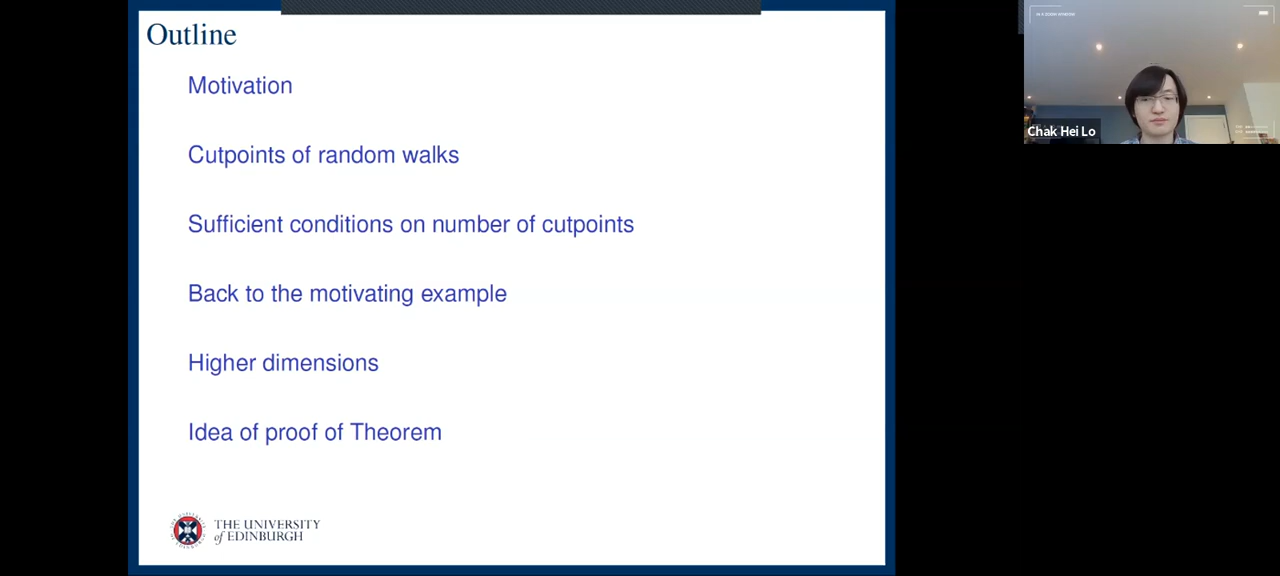 Outline
Motivation
Cutpoints of random walks
Sufficient conditions on number of cutpoints
Back to the motivating example
Higher dimensions
Idea of proof of Theorem
THE UNIVERSITY
of EDINBURGH
Chak Hei Lo